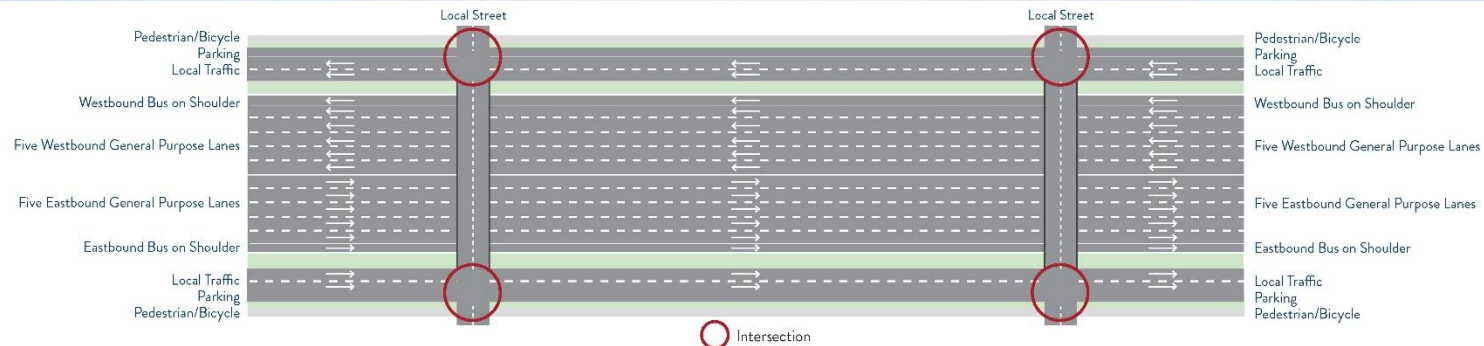 Local Street
Local Street
Pedestrian/Bicycle
Parking
Local Traffic
Westbound Bus on Shoulder
Five Westbound General Purpose Lanes
Five Eastbound General Purpose Lanes
Eastbound Bus on Shoulder
Local Traffic
Parking
Pedestrian/Bicycle
Pedestrian/Bicycle
Parking
Local Traffic
Westbound Bus on Shoulder
Five Westbound General Purpose Lanes
Five Eastbound General Purpose Lanes
Eastbound Bus on Shoulder
Local Traffic
Parking
Pedestrian/Bicycle
Intersection